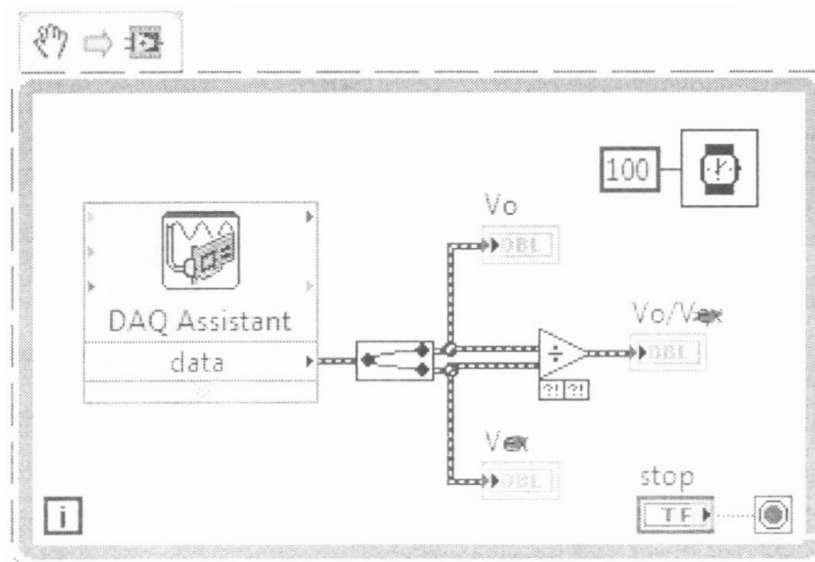 100
Vo
DBL
DAQ Assistant
data
Vo/Vex
DBL
?! ?!
Vex
DBL
stop
TF
i